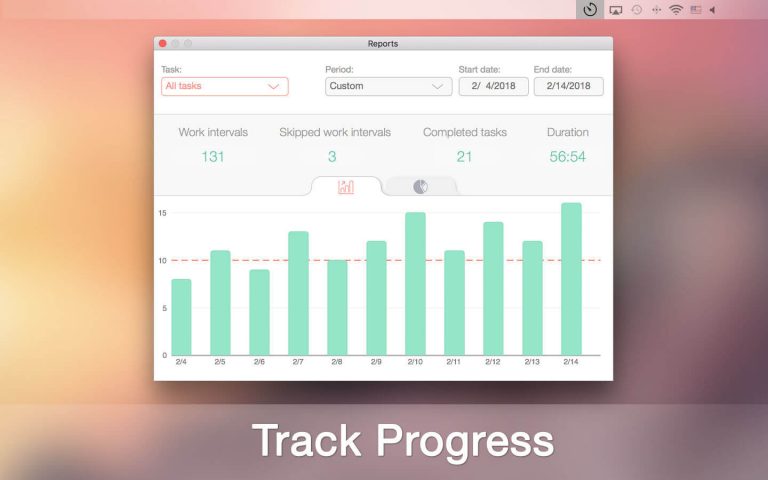 Reports
Task: Period: Start date: End date:
All tasks Custom 2/ 4/2018 2/14/2018
Work intervals Skipped work intervals Completed tasks Duration
131 3 21 56:54
15
10
5
0
2/4 2/5 2/6 2/7 2/8 2/9 2/10 2/11 2/12 2/13 2/14
Track Progress